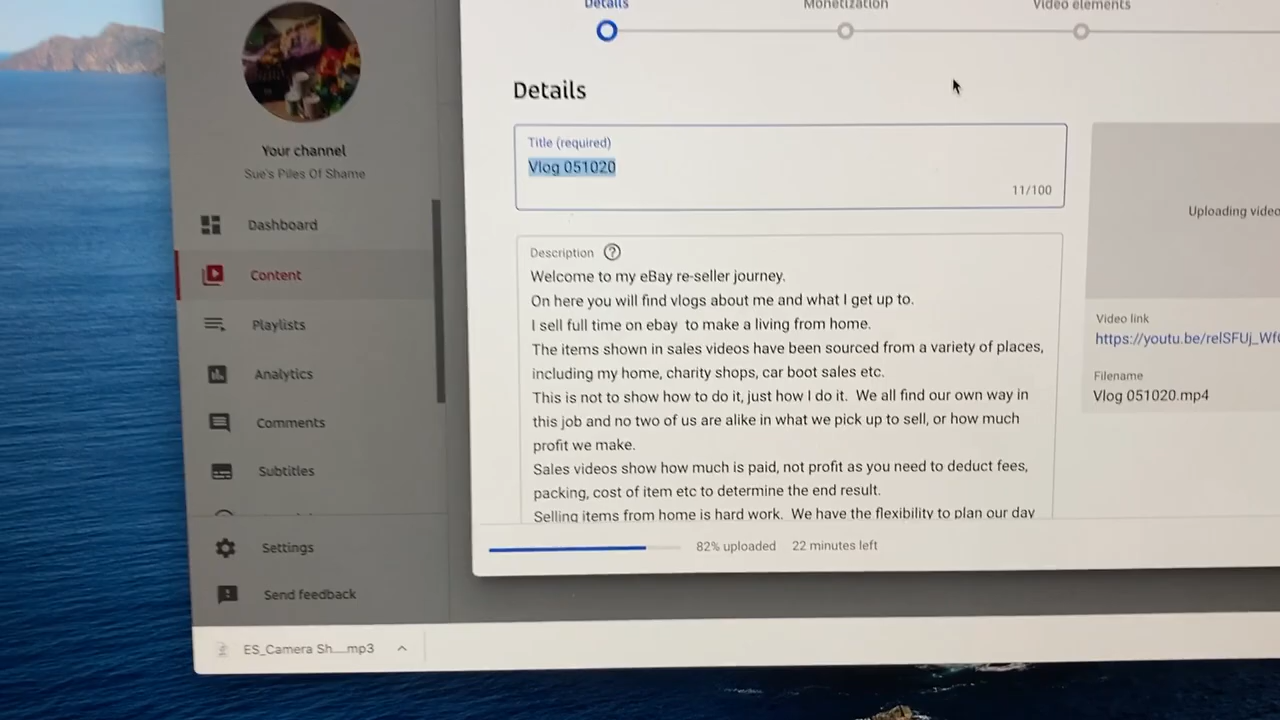 Details
Monetization
Video elements
Details
Title (required)
Vlog 051020
11/100
Your channel
Sue's Piles Of Shame
Dashboard
Content
Playlists
Analytics
Comments
Subtitles
Settings
Send feedback
Description ?
Welcome to my eBay re-seller journey.
On here you will find vlogs about me and what I get up to.
I sell full time on ebay  to make a living from home.
The items shown in sales videos have been sourced from a variety of places,
including my home, charity shops, car boot sales etc.
This is not to show how to do it, just how I do it.  We all find our own way in
this job and no two of us are alike in what we pick up to sell, or how much
profit we make.
Sales videos show how much is paid, not profit as you need to deduct fees,
packing, cost of item etc to determine the end result.
Selling items from home is hard work.  We have the flexibility to plan our day
Uploading video
Video link
https://youtu.be/relSFUj_Wf
Filename
Vlog 051020.mp4
82% uploaded 22 minutes left
ES_Camera Sh....mp3